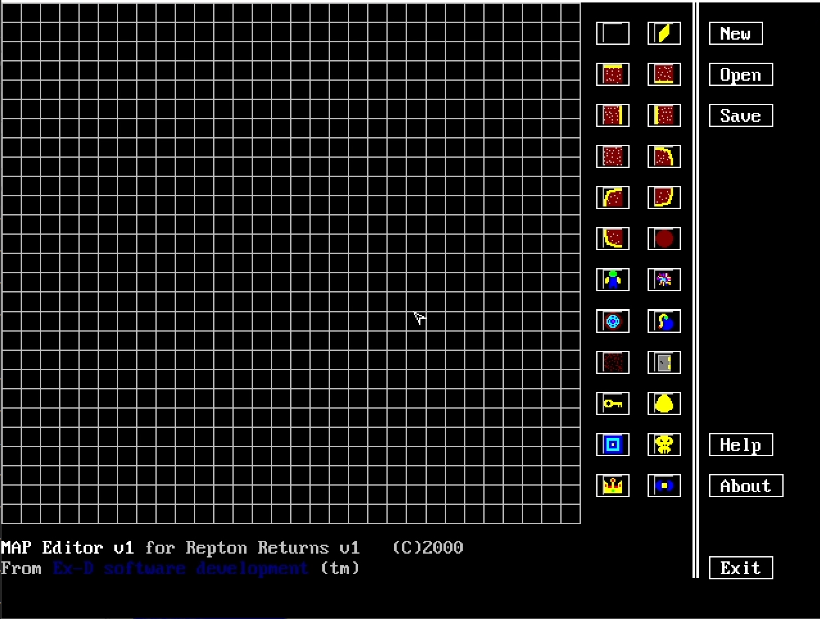 New
Open
Save
Help
About
MAP Editor v1 for Repton Returns v1 (C)2000
From Ex-D software development (tm)
Exit